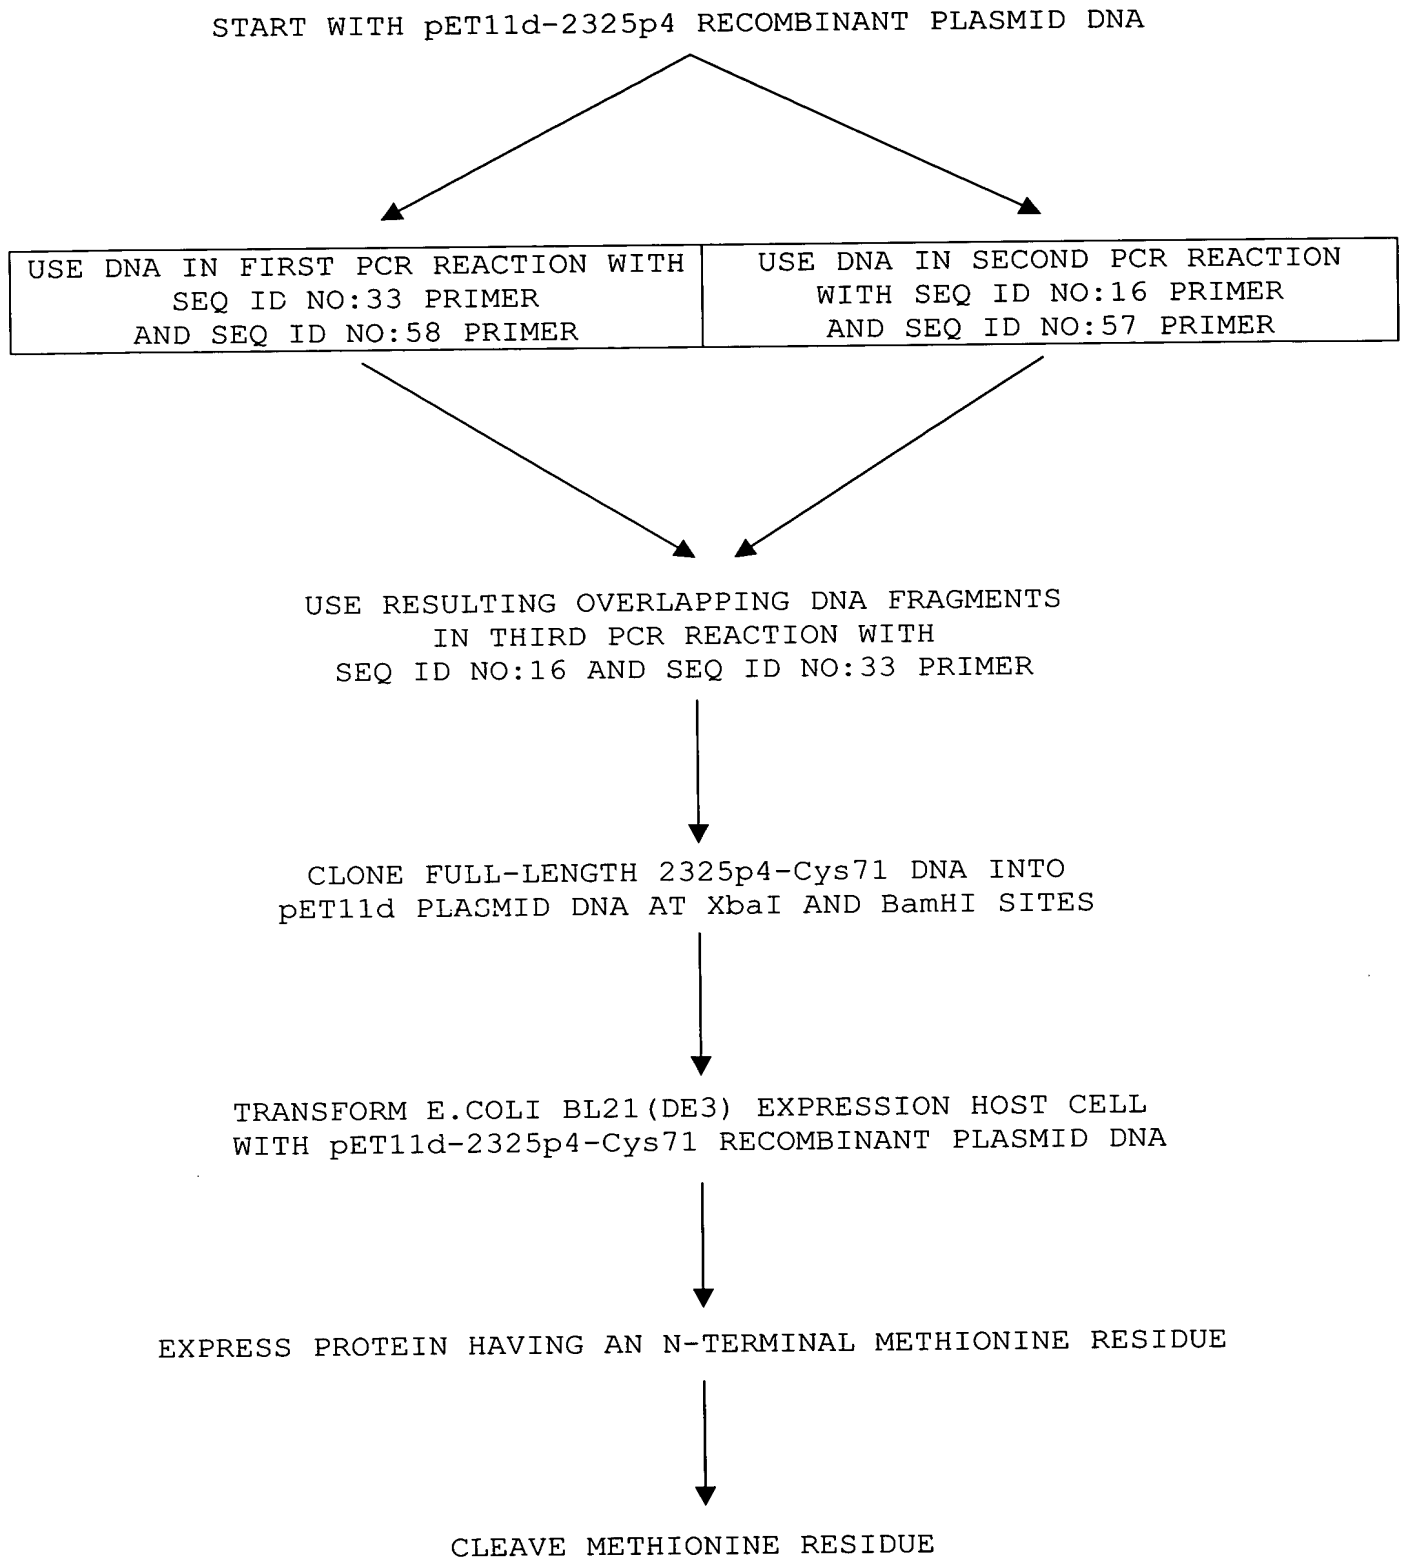 START WITH pET11d-2325p4 RECOMBINANT PLASMID DNA
USE DNA IN FIRST PCR REACTION WITH
SEQ ID NO:33 PRIMER
AND SEQ ID NO:58 PRIMER
USE DNA IN SECOND PCR REACTION
WITH SEQ ID NO:16 PRIMER
AND SEQ ID NO:57 PRIMER
USE RESULTING OVERLAPPING DNA FRAGMENTS
IN THIRD PCR REACTION WITH
SEQ ID NO:16 AND SEQ ID NO:33 PRIMER
CLONE FULL-LENGTH 2325p4-Cys71 DNA INTO
pET11d PLASMID DNA AT XbaI AND BamHI SITES
TRANSFORM E.COLI BL21(DE3) EXPRESSION HOST CELL
WITH pET11d-2325p4-Cys71 RECOMBINANT PLASMID DNA
EXPRESS PROTEIN HAVING AN N-TERMINAL METHIONINE RESIDUE
CLEAVE METHIONINE RESIDUE